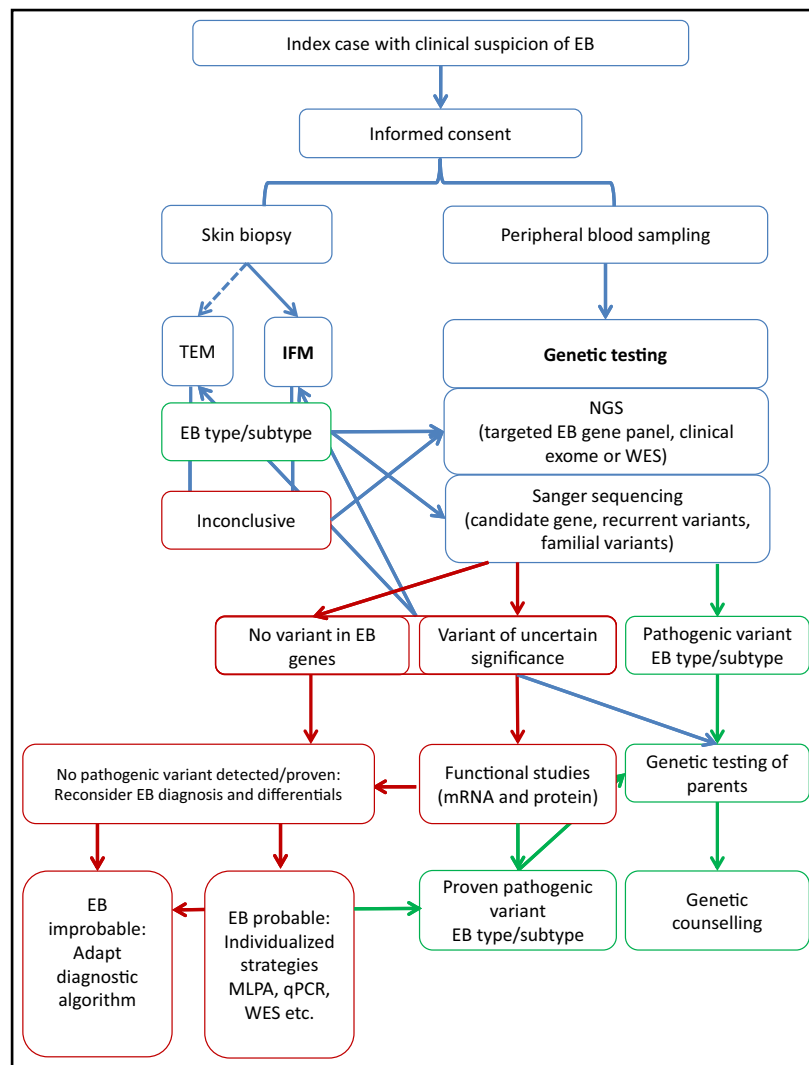 Index case with clinical suspicion of EB
Informed consent
Skin biopsy
Peripheral blood sampling
TEM
IFM
Genetic testing
EB type/subtype
NGS
(targeted EB gene panel, clinical
exome or WES)
Inconclusive
Sanger sequencing
(candidate gene, recurrent variants,
familial variants)
No variant in EB
genes
Variant of uncertain
significance
Pathogenic variant
EB type/subtype
No pathogenic variant detected/proven:
Reconsider EB diagnosis and differentials
Functional studies
(mRNA and protein)
Genetic testing of
parents
EB
improbable:
Adapt
diagnostic
algorithm
EB probable:
Individualized
strategies
MLPA, qPCR,
WES etc.
Proven pathogenic
variant
EB type/subtype
Genetic
counselling